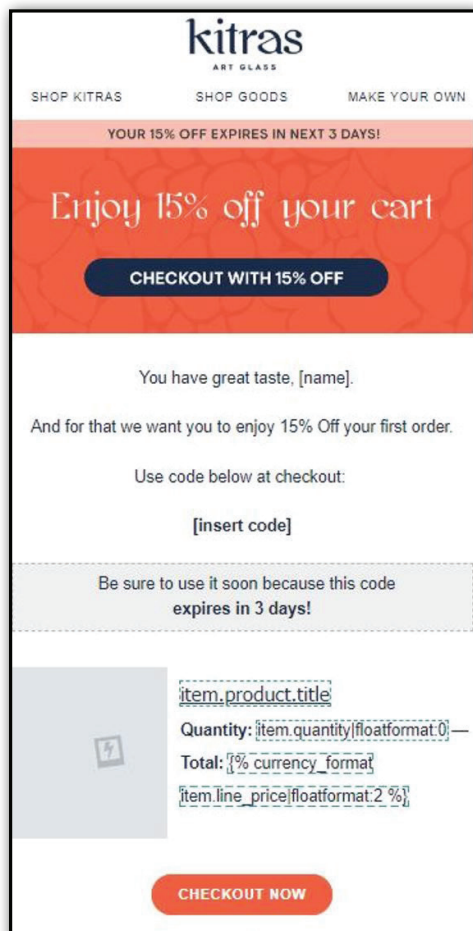 kitras
ART GLASS
SHOP KITRAS SHOP GOODS MAKE YOUR OWN
YOUR 15% OFF EXPIRES IN NEXT 3 DAYS!
Enjoy 15% off your cart
CHECKOUT WITH 15% OFF
You have great taste, [name].
And for that we want you to enjoy 15% Off your first order.
Use code below at checkout:
[insert code]
Be sure to use it soon because this code
expires in 3 days!
item.product.title
Quantity: item.quantity|floatformat:0 —
Total: {% currency_format
item.line_price|floatformat:2 %}
CHECKOUT NOW